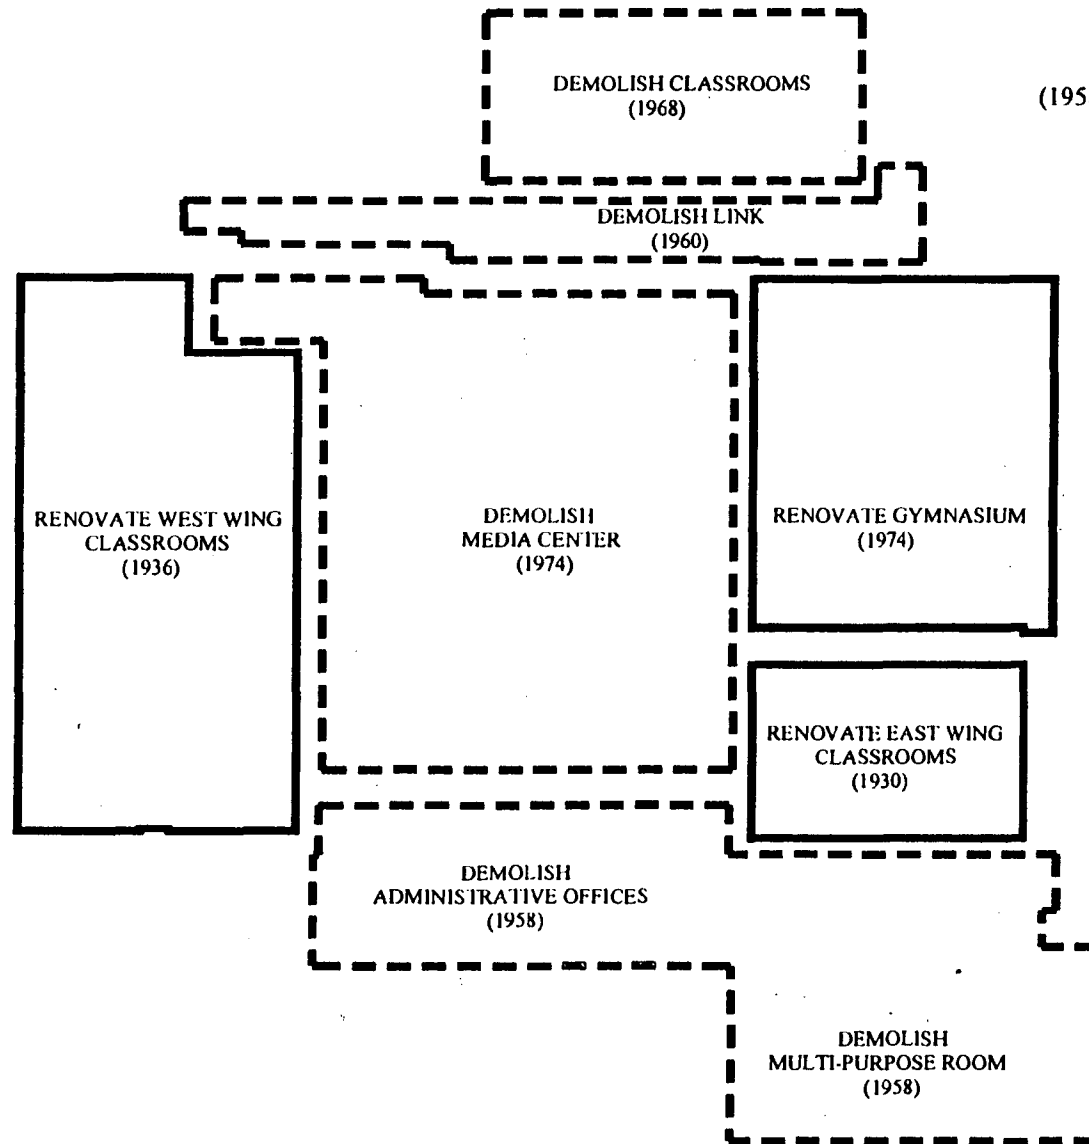 DEMOLISH CLASSROOMS
(1968)
(195
DEMOLISH LINK
(1960)
RENOVATE WEST WING
CLASSROOMS
(1936)
DEMOLISH
MEDIA CENTER
(1974)
RENOVATE GYMNASIUM
(1974)
RENOVATE EAST WING
CLASSROOMS
(1930)
DEMOLISH
ADMINISTRATIVE OFFICES
(1958)
DEMOLISH
MULTI-PURPOSE ROOM
(1958)